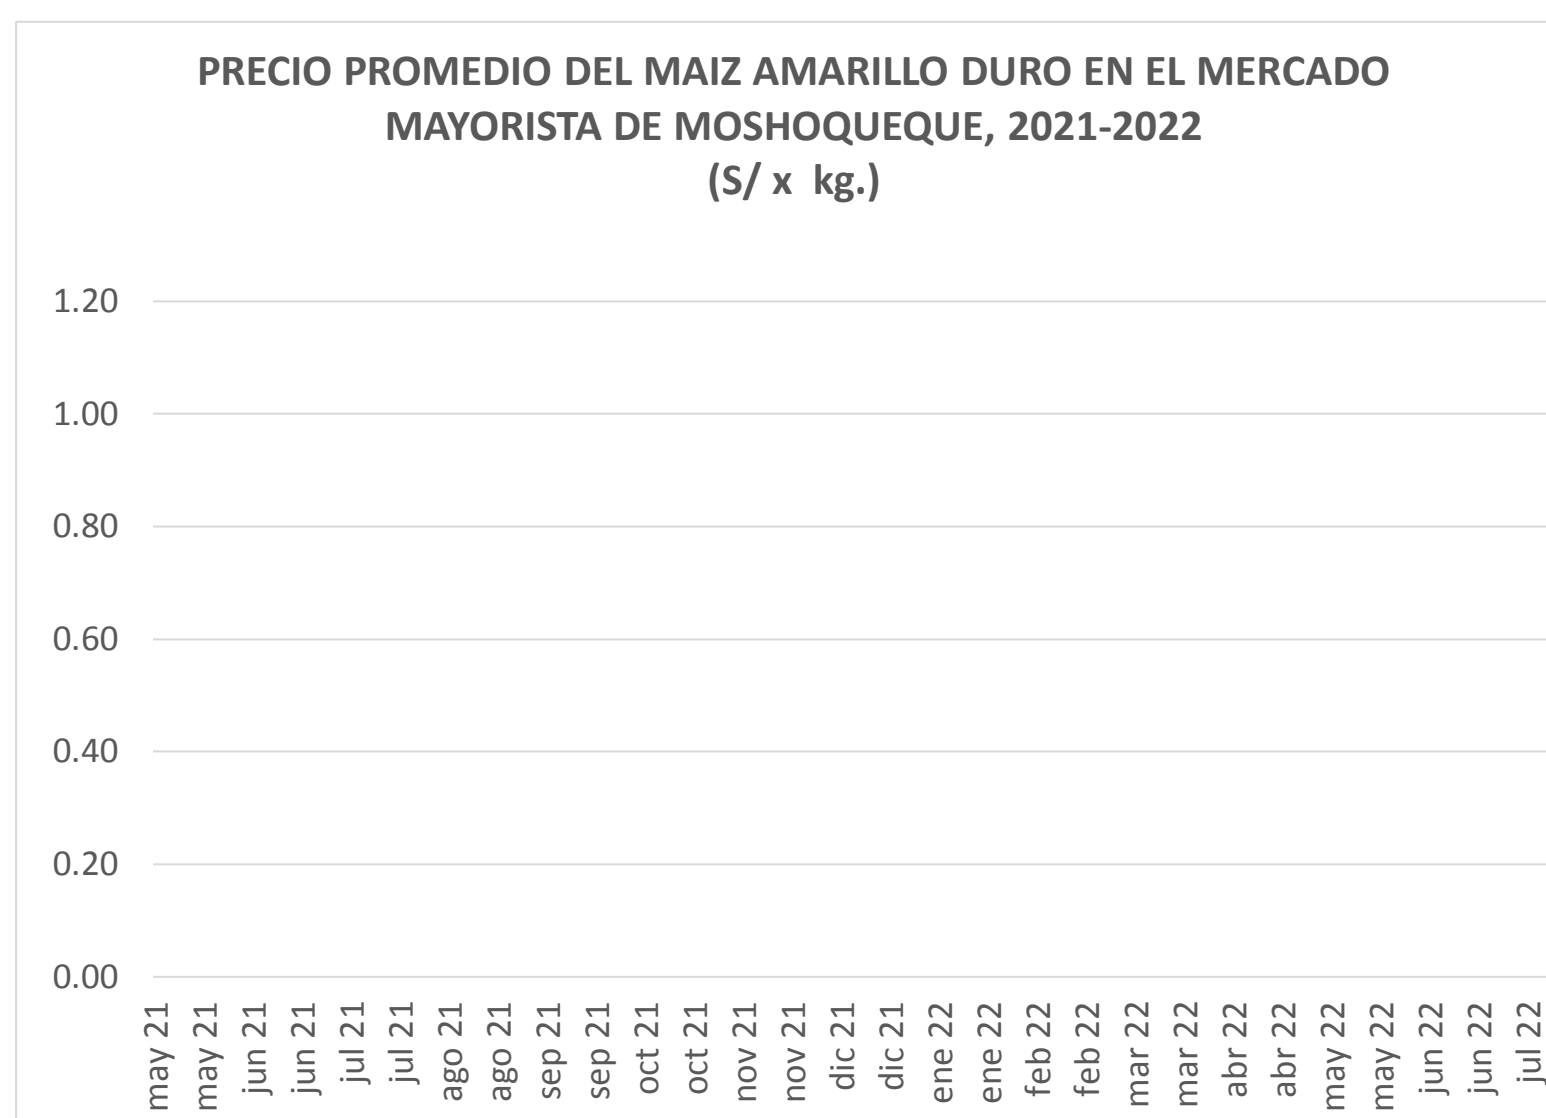 PRECIO PROMEDIO DEL MAIZ AMARILLO DURO EN EL MERCADO
MAYORISTA DE MOSHOQUEQUE, 2021-2022
(S/ x  kg.)
1.20
1.00
0.80
0.60
0.40
0.20
0.00
may 21
may 21
jun 21
jun 21
jul 21
jul 21
ago 21
ago 21
sep 21
sep 21
oct 21
oct 21
nov 21
nov 21
dic 21
dic 21
ene 22
ene 22
feb 22
feb 22
mar 22
mar 22
abr 22
abr 22
may 22
may 22
jun 22
jun 22
jul 22